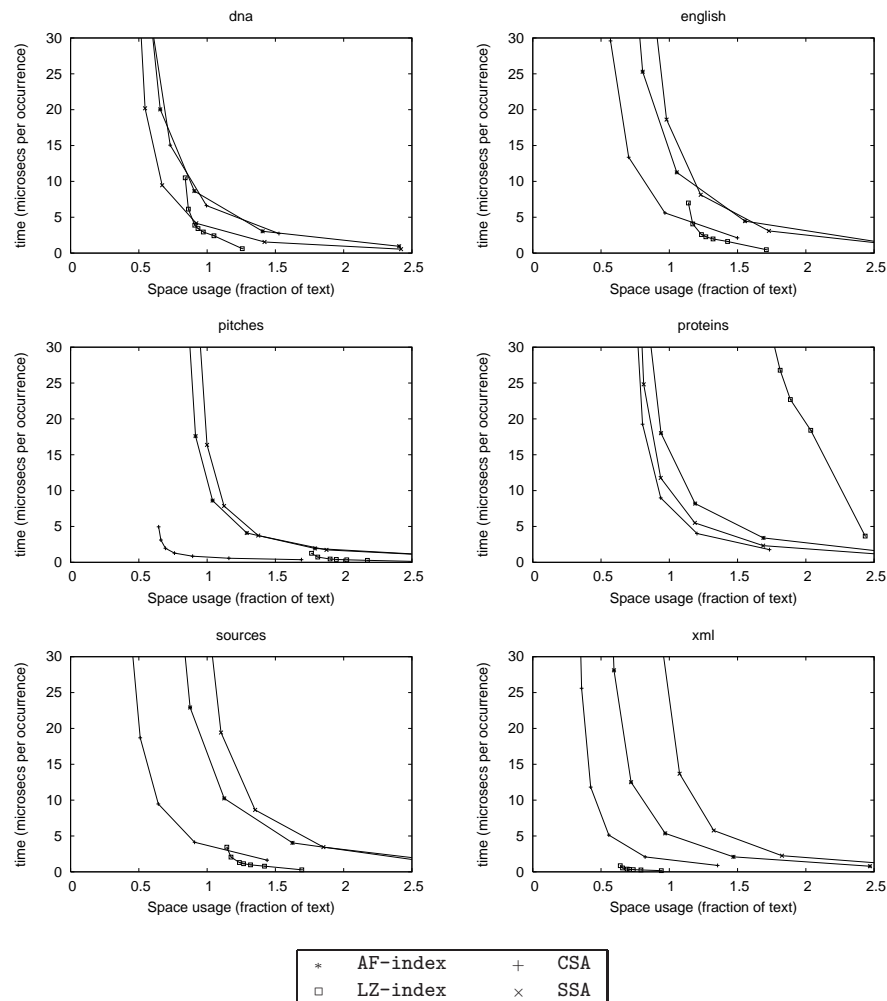 dna
30
25
20
15
10
5
0
time (microsecs per occurrence)
0 0.5 1 1.5 2 2.5
Space usage (fraction of text)
english
30
25
20
15
10
5
0
time (microsecs per occurrence)
0 0.5 1 1.5 2 2.5
Space usage (fraction of text)
pitches
30
25
20
15
10
5
0
time (microsecs per occurrence)
0 0.5 1 1.5 2 2.5
Space usage (fraction of text)
proteins
30
25
20
15
10
5
0
time (microsecs per occurrence)
0 0.5 1 1.5 2 2.5
Space usage (fraction of text)
sources
30
25
20
15
10
5
0
time (microsecs per occurrence)
0 0.5 1 1.5 2 2.5
Space usage (fraction of text)
xml
30
25
20
15
10
5
0
time (microsecs per occurrence)
0 0.5 1 1.5 2 2.5
Space usage (fraction of text)
AF-index CSA
LZ-index SSA